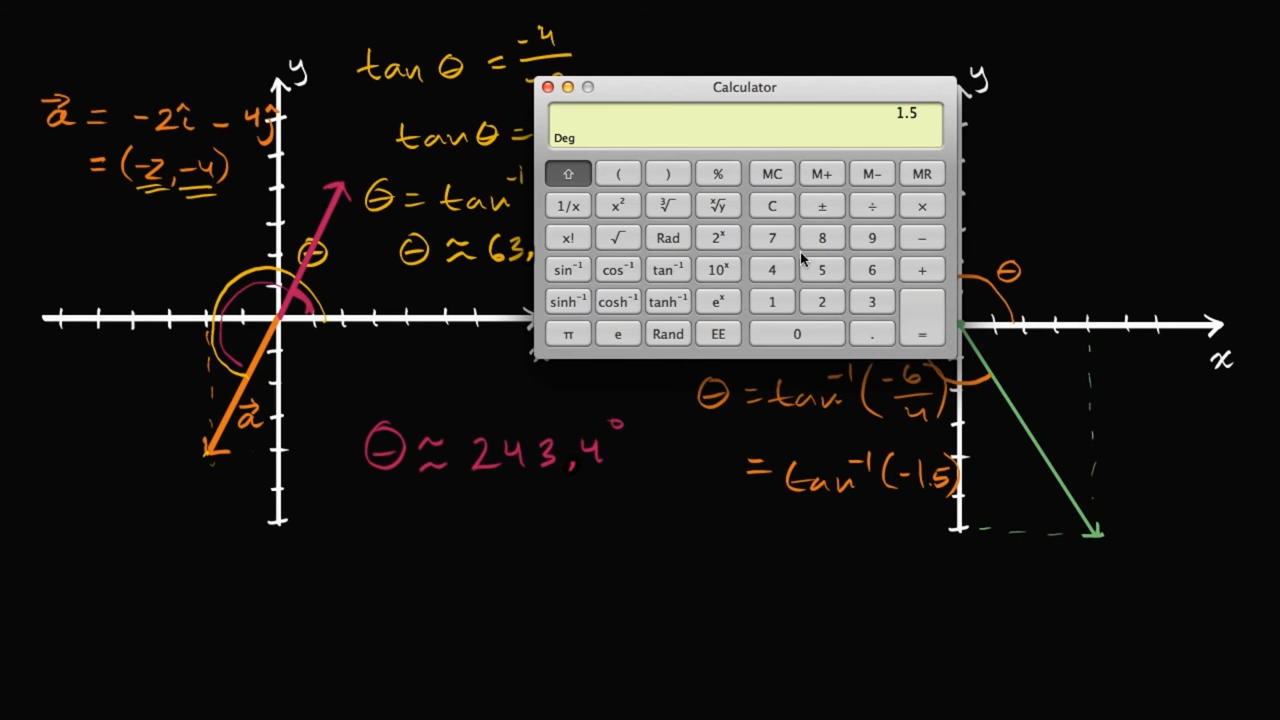 y
a⃗ = -2î - 4ĵ
= (-2, -4)
tan θ = -4
tan θ =
θ = tan⁻¹
θ ≈ 63,
θ
a⃗
θ ≈ 243,4°
Calculator
1.5
Deg
⇧ ( ) % MC M+ M- MR
1/x x² ³√ ˣ√y C ± ÷ ×
x! √ Rad 2ˣ 7 8 9 −
sin⁻¹ cos⁻¹ tan⁻¹ 10ˣ 4 5 6 +
sinh⁻¹ cosh⁻¹ tanh⁻¹ eˣ 1 2 3
π e Rand EE 0 . =
y
θ
x
θ = tan⁻¹(-6/4)
= tan⁻¹(-1.5)